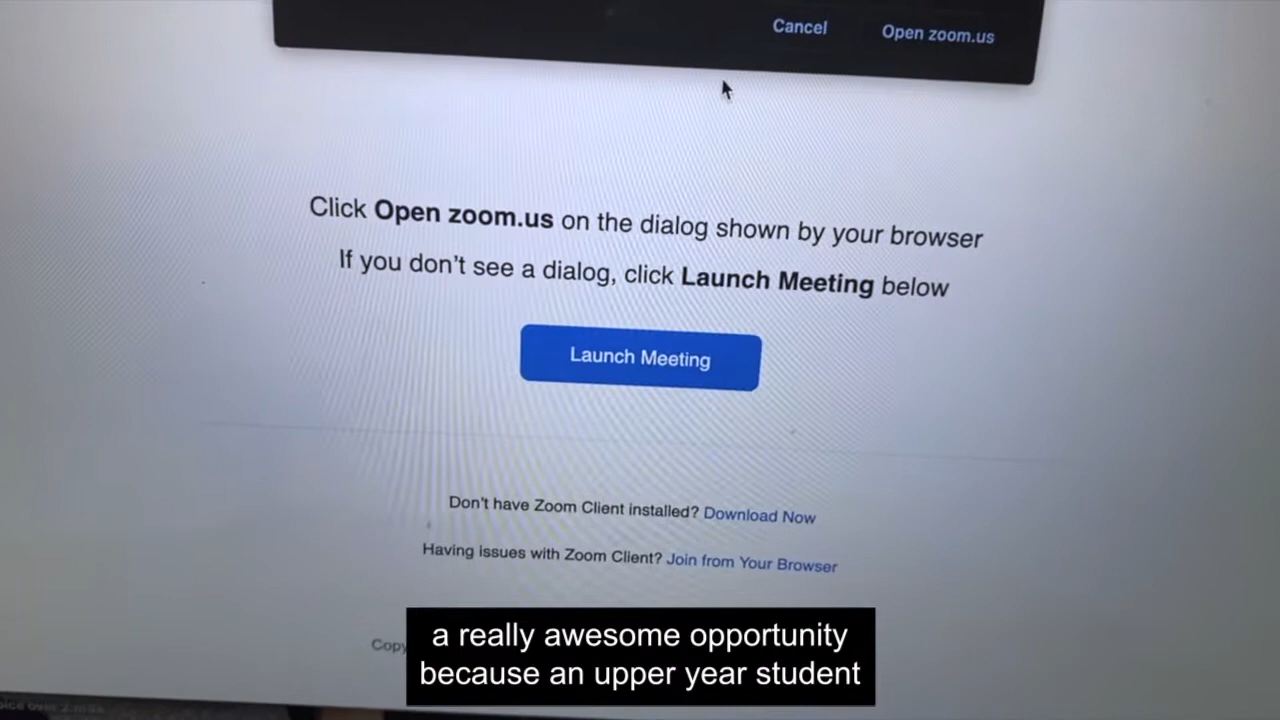 Cancel
Open zoom.us
Click Open zoom.us on the dialog shown by your browser
If you don't see a dialog, click Launch Meeting below
Launch Meeting
Don't have Zoom Client installed? Download Now
Having issues with Zoom Client? Join from Your Browser
a really awesome opportunity
because an upper year student